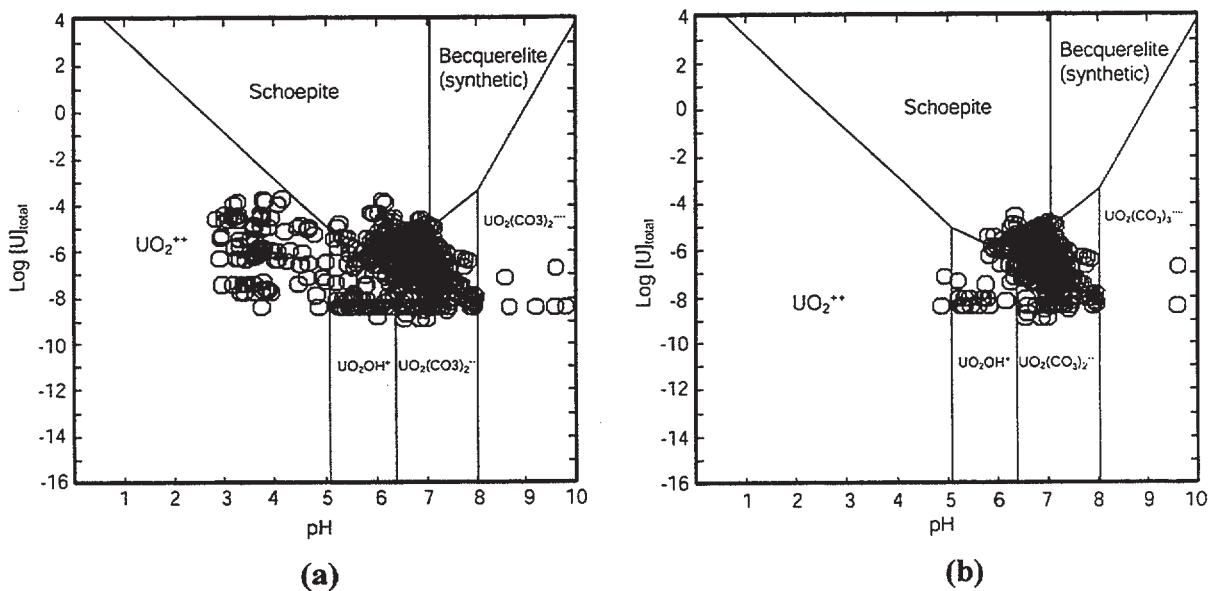 4
2
0
-2
-4
-6
-8
-10
-12
-14
-16
Log [U]total
Schoepite
Becquerelite
(synthetic)
UO2++
UO2(CO3)2----
UO2OH+
UO2(CO3)2--
1 2 3 4 5 6 7 8 9 10
pH
(a)
4
2
0
-2
-4
-6
-8
-10
-12
-14
-16
Log [U]total
Schoepite
Becquerelite
(synthetic)
UO2++
UO2(CO3)3----
UO2OH+
UO2(CO3)2--
1 2 3 4 5 6 7 8 9 10
pH
(b)